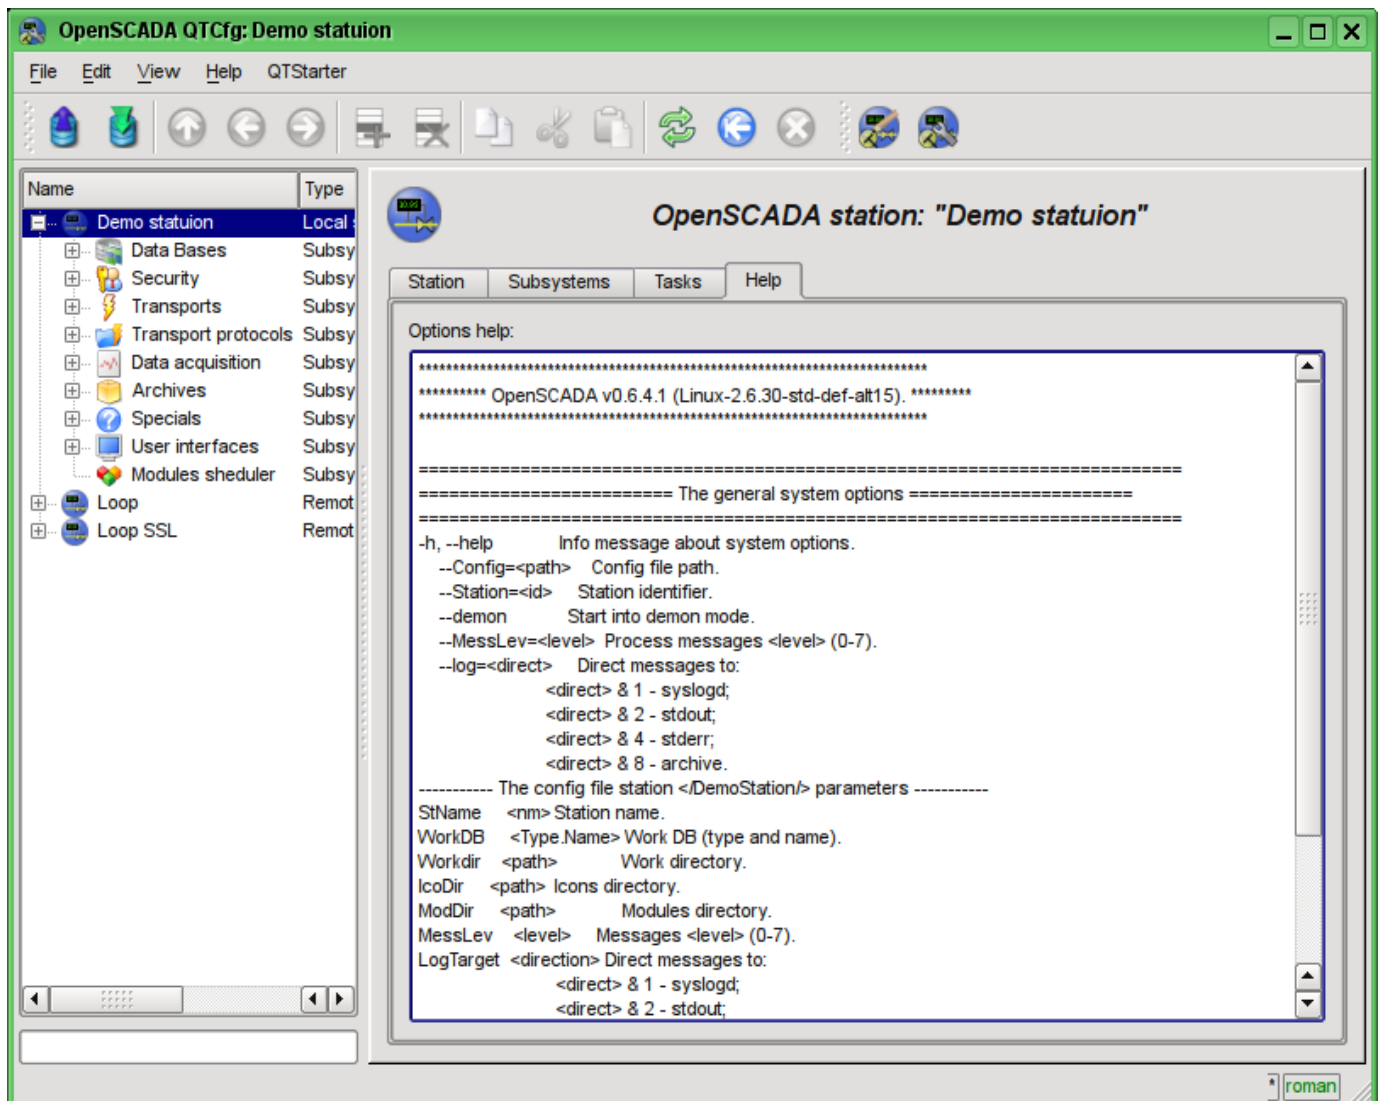 OpenSCADA QTCfg: Demo statuion
File Edit View Help QTStarter
Name Type
Demo statuion Local
Data Bases Subsy
Security Subsy
Transports Subsy
Transport protocols Subsy
Data acquisition Subsy
Archives Subsy
Specials Subsy
User interfaces Subsy
Modules sheduler Subsy
Loop Remot
Loop SSL Remot
OpenSCADA station: "Demo statuion"
Station Subsystems Tasks Help
Options help:
***************************************************************************
********** OpenSCADA v0.6.4.1 (Linux-2.6.30-std-def-alt15). *********
***************************************************************************
===========================================================================
========================= The general system options ======================
===========================================================================
-h, --help Info message about system options.
--Config=<path> Config file path.
--Station=<id> Station identifier.
--demon Start into demon mode.
--MessLev=<level> Process messages <level> (0-7).
--log=<direct> Direct messages to:
<direct> & 1 - syslogd;
<direct> & 2 - stdout;
<direct> & 4 - stderr;
<direct> & 8 - archive.
----------- The config file station </DemoStation/> parameters -----------
StName <nm> Station name.
WorkDB <Type.Name> Work DB (type and name).
Workdir <path> Work directory.
IcoDir <path> Icons directory.
ModDir <path> Modules directory.
MessLev <level> Messages <level> (0-7).
LogTarget <direction> Direct messages to:
<direct> & 1 - syslogd;
<direct> & 2 - stdout;
* roman